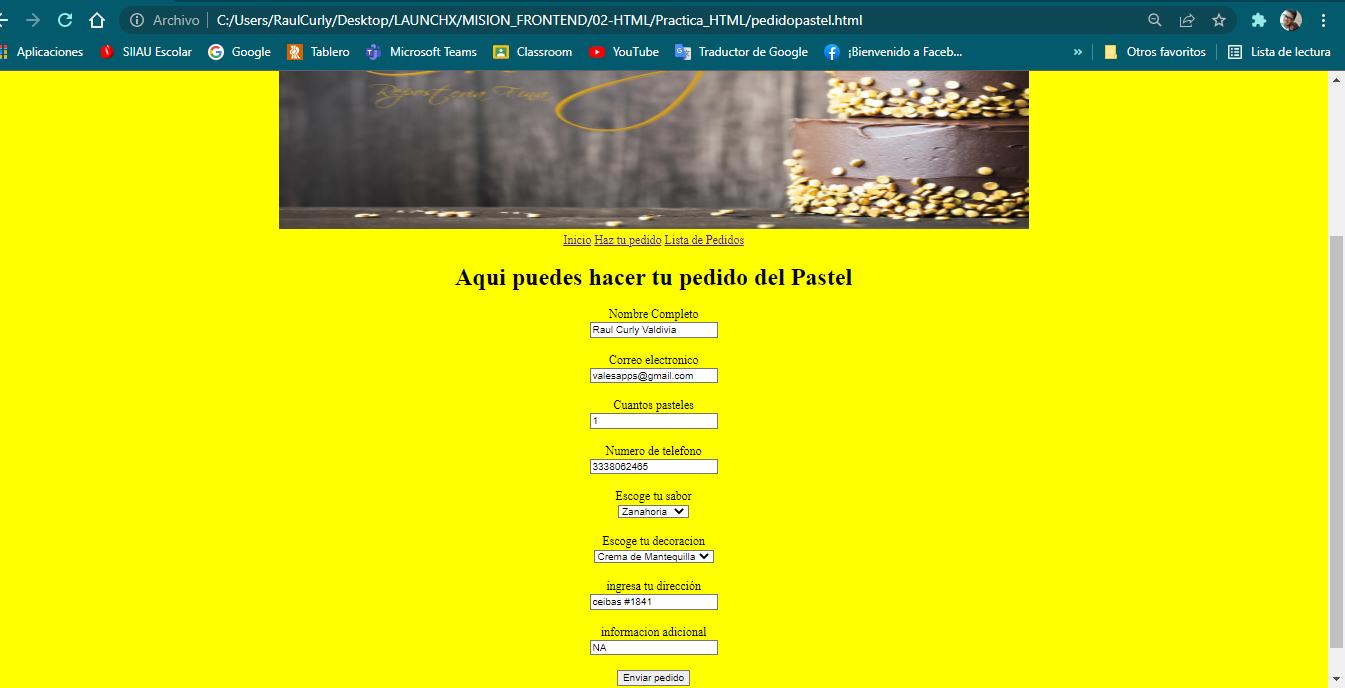 Archivo C:/Users/RaulCurly/Desktop/LAUNCHX/MISION_FRONTEND/02-HTML/Practica_HTML/pedidopastel.html
Aplicaciones SIIAU Escolar Google Tablero Microsoft Teams Classroom YouTube Traductor de Google ¡Bienvenido a Faceb... » Otros favoritos Lista de lectura
Reposteria Fina
Inicio Haz tu pedido Lista de Pedidos
Aqui puedes hacer tu pedido del Pastel
Nombre Completo
Raul Curly Valdivia
Correo electronico
valesapps@gmail.com
Cuantos pasteles
1
Numero de telefono
3338062465
Escoge tu sabor
Zanahoria
Escoge tu decoracion
Crema de Mantequilla
ingresa tu dirección
ceibas #1841
informacion adicional
NA
Enviar pedido